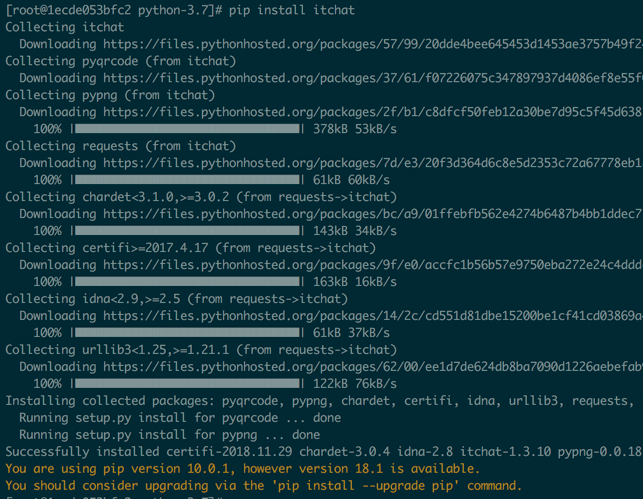 [root@1ecde053bfc2 python-3.7]# pip install itchat
Collecting itchat
Downloading https://files.pythonhosted.org/packages/57/99/20dde4bee645453d1453ae3757b49f2
Collecting pyqrcode (from itchat)
Downloading https://files.pythonhosted.org/packages/37/61/f07226075c347897937d4086ef8e55f
Collecting pypng (from itchat)
Downloading https://files.pythonhosted.org/packages/2f/b1/c8dfcf50feb12a30be7d95c5f45d638
100% | | 378kB 53kB/s
Collecting requests (from itchat)
Downloading https://files.pythonhosted.org/packages/7d/e3/20f3d364d6c8e5d2353c72a67778eb1
100% | | 61kB 60kB/s
Collecting chardet<3.1.0,>=3.0.2 (from requests->itchat)
Downloading https://files.pythonhosted.org/packages/bc/a9/01ffebfb562e4274b6487b4bb1ddec7
100% | | 143kB 34kB/s
Collecting certifi>=2017.4.17 (from requests->itchat)
Downloading https://files.pythonhosted.org/packages/9f/e0/accfc1b56b57e9750eba272e24c4ddd
100% | | 163kB 16kB/s
Collecting idna<2.9,>=2.5 (from requests->itchat)
Downloading https://files.pythonhosted.org/packages/14/2c/cd551d81dbe15200be1cf41cd03869a
100% | | 61kB 37kB/s
Collecting urllib3<1.25,>=1.21.1 (from requests->itchat)
Downloading https://files.pythonhosted.org/packages/62/00/ee1d7de624db8ba7090d1226aebefab
100% | | 122kB 76kB/s
Installing collected packages: pyqrcode, pypng, chardet, certifi, idna, urllib3, requests,
Running setup.py install for pyqrcode ... done
Running setup.py install for pypng ... done
Successfully installed certifi-2018.11.29 chardet-3.0.4 idna-2.8 itchat-1.3.10 pypng-0.0.18
You are using pip version 10.0.1, however version 18.1 is available.
You should consider upgrading via the 'pip install --upgrade pip' command.